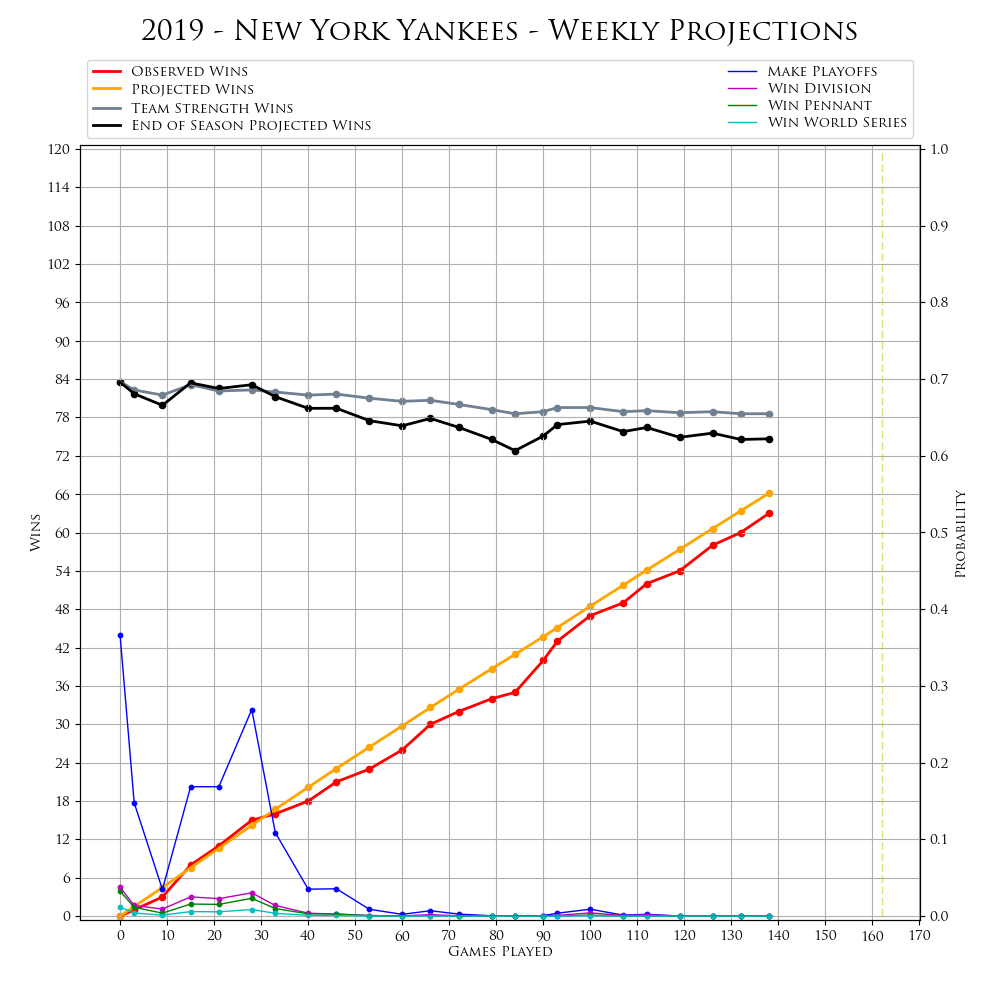 2019 - New York Yankees - Weekly Projections
Observed Wins
Projected Wins
Team Strength Wins
End of Season Projected Wins
Make Playoffs
Win Division
Win Pennant
Win World Series
120
114
108
102
96
90
84
78
72
66
60
54
48
42
36
30
24
18
12
6
0
Wins
1.0
0.9
0.8
0.7
0.6
0.5
0.4
0.3
0.2
0.1
0.0
Probability
0 10 20 30 40 50 60 70 80 90 100 110 120 130 140 150 160 170
Games Played